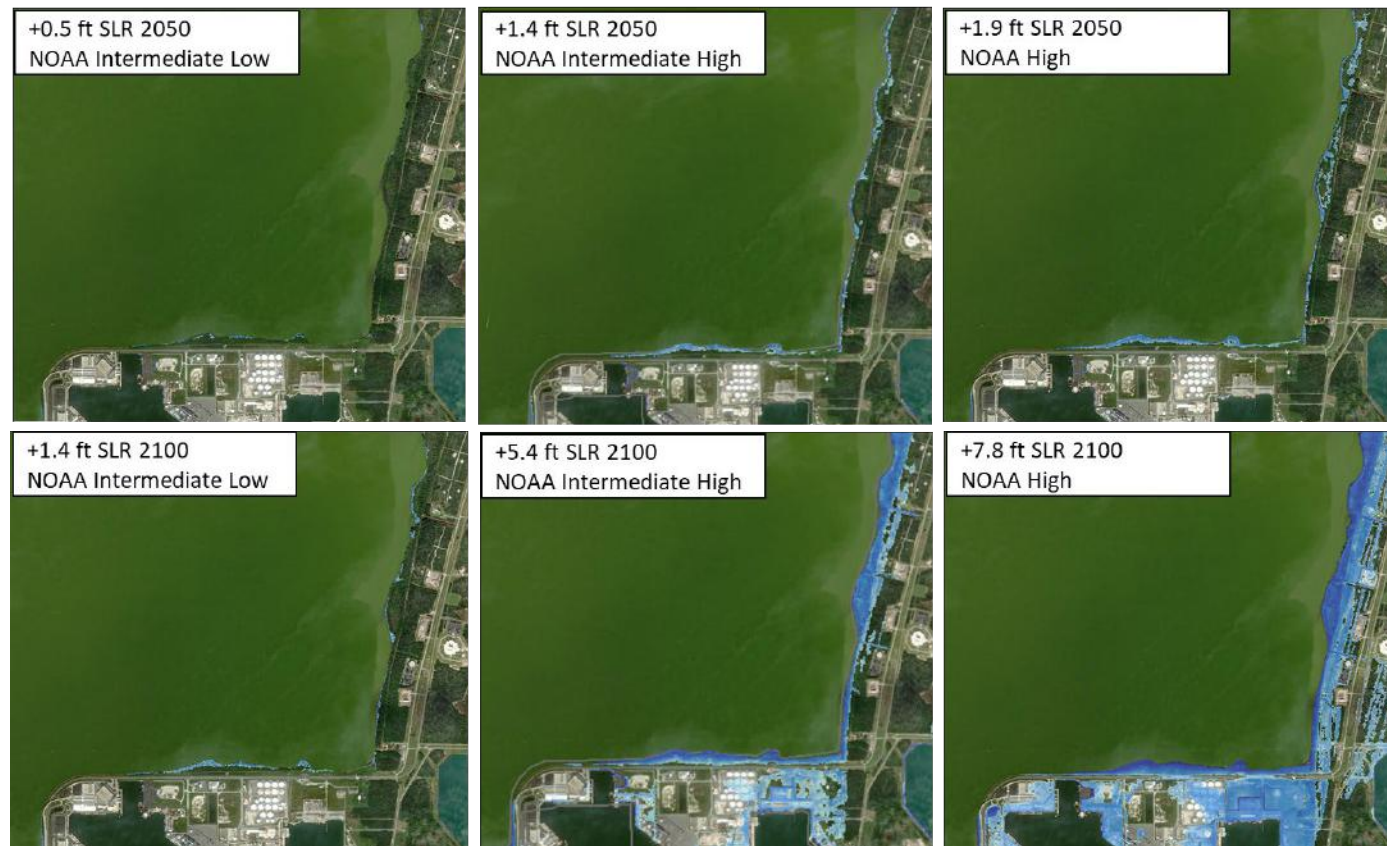 +0.5 ft SLR 2050
NOAA Intermediate Low
+1.4 ft SLR 2050
NOAA Intermediate High
+1.9 ft SLR 2050
NOAA High
+1.4 ft SLR 2100
NOAA Intermediate Low
+5.4 ft SLR 2100
NOAA Intermediate High
+7.8 ft SLR 2100
NOAA High